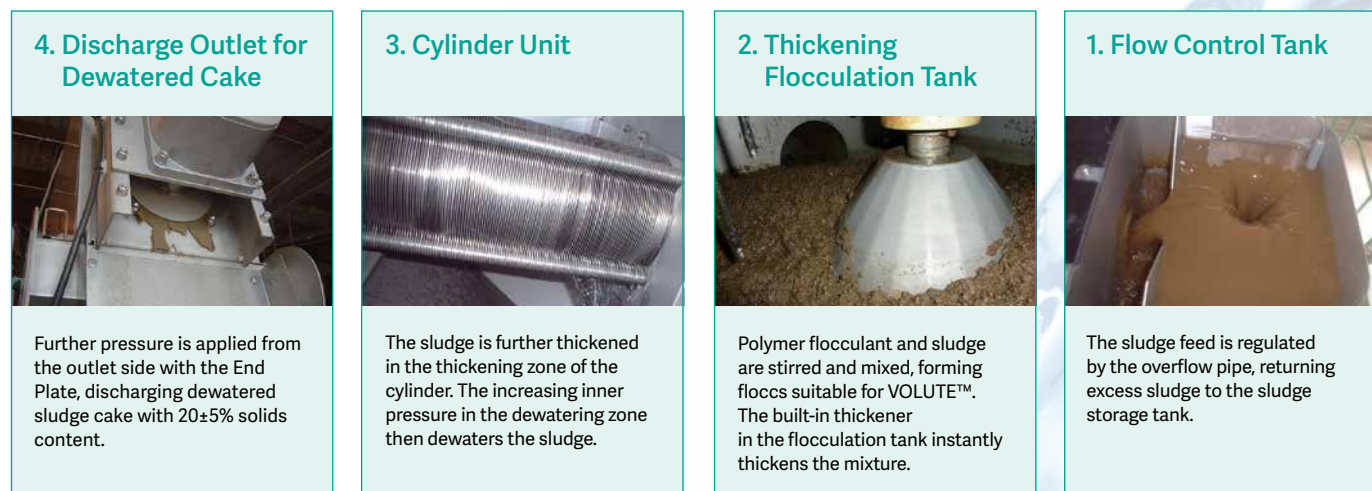 4. Discharge Outlet for
Dewatered Cake
Further pressure is applied from
the outlet side with the End
Plate, discharging dewatered
sludge cake with 20±5% solids
content.
3. Cylinder Unit
The sludge is further thickened
in the thickening zone of the
cylinder. The increasing inner
pressure in the dewatering zone
then dewaters the sludge.
2. Thickening
Flocculation Tank
Polymer flocculant and sludge
are stirred and mixed, forming
floccs suitable for VOLUTE™.
The built-in thickener
in the flocculation tank instantly
thickens the mixture.
1. Flow Control Tank
The sludge feed is regulated
by the overflow pipe, returning
excess sludge to the sludge
storage tank.